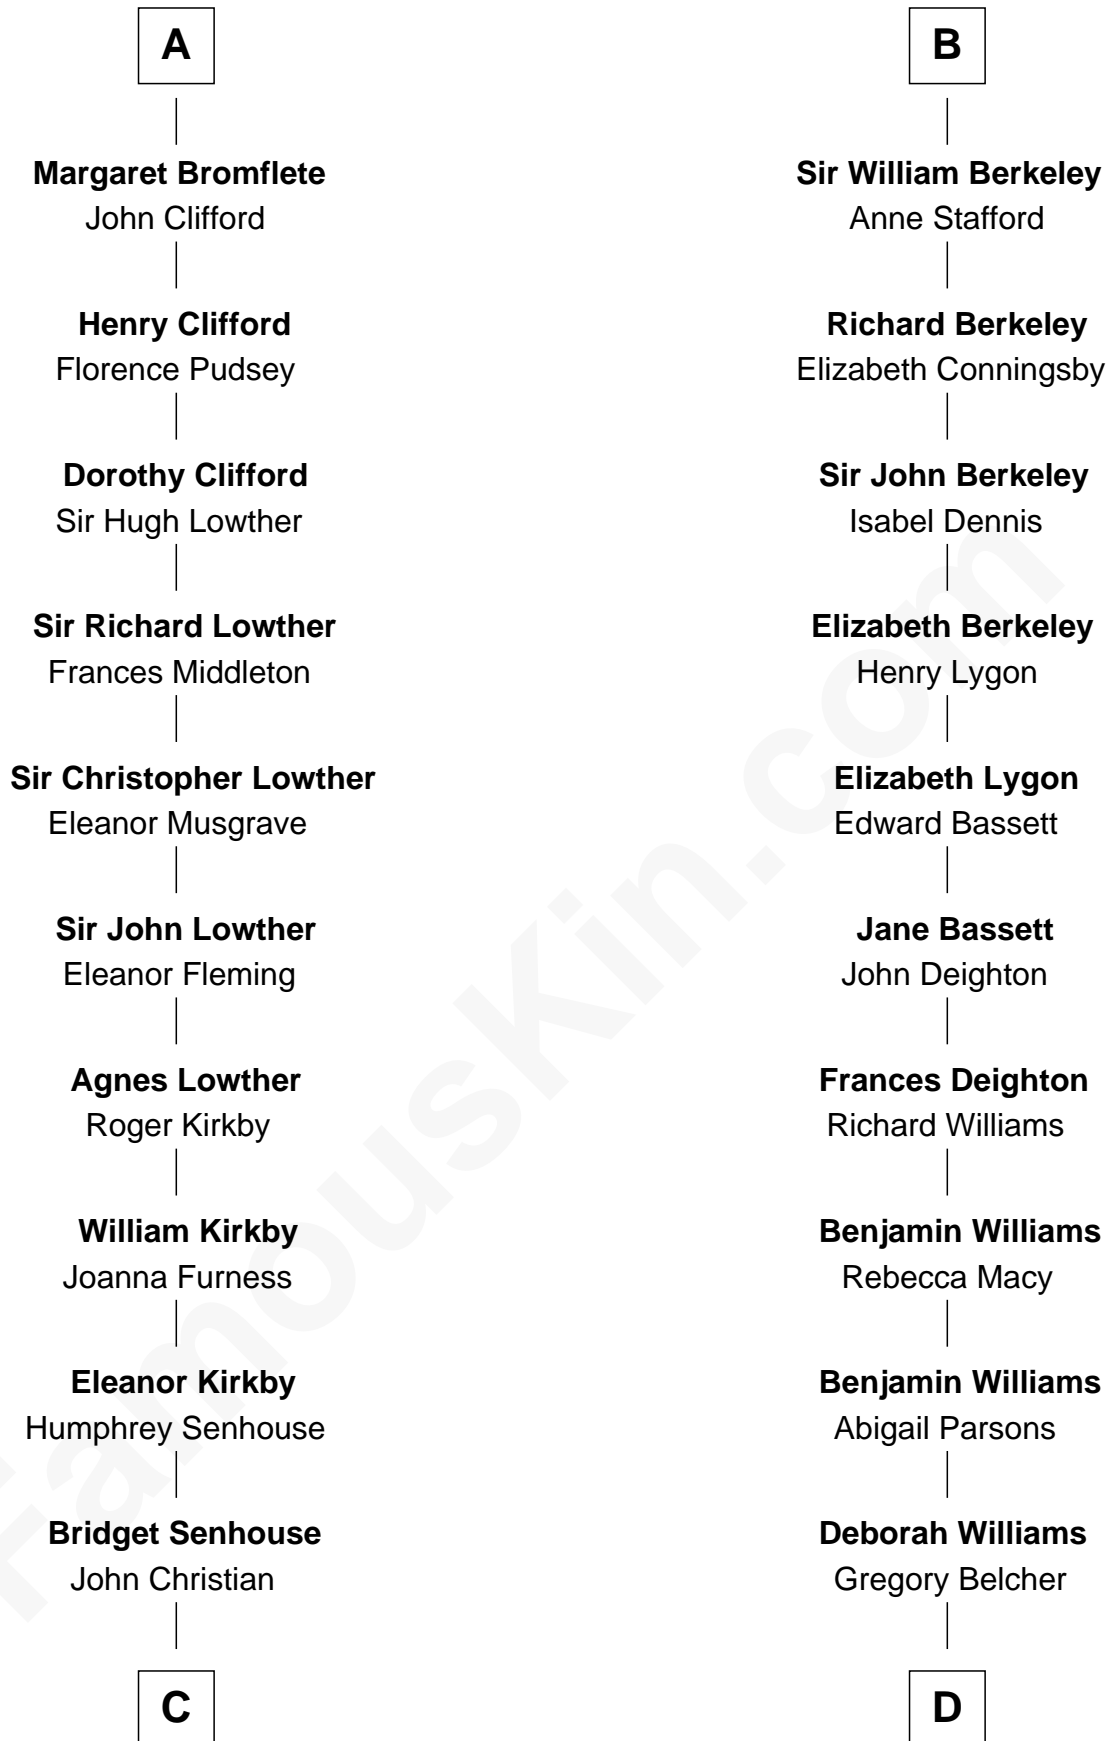 A
Margaret Bromflete
John Clifford
Henry Clifford
Florence Pudsey
Dorothy Clifford
Sir Hugh Lowther
Sir Richard Lowther
Frances Middleton
Sir Christopher Lowther
Eleanor Musgrave
Sir John Lowther
Eleanor Fleming
Agnes Lowther
Roger Kirkby
William Kirkby
Joanna Furness
Eleanor Kirkby
Humphrey Senhouse
Bridget Senhouse
John Christian
C
B
Sir William Berkeley
Anne Stafford
Richard Berkeley
Elizabeth Conningsby
Sir John Berkeley
Isabel Dennis
Elizabeth Berkeley
Henry Lygon
Elizabeth Lygon
Edward Bassett
Jane Bassett
John Deighton
Frances Deighton
Richard Williams
Benjamin Williams
Rebecca Macy
Benjamin Williams
Abigail Parsons
Deborah Williams
Gregory Belcher
D
FamousKin.com